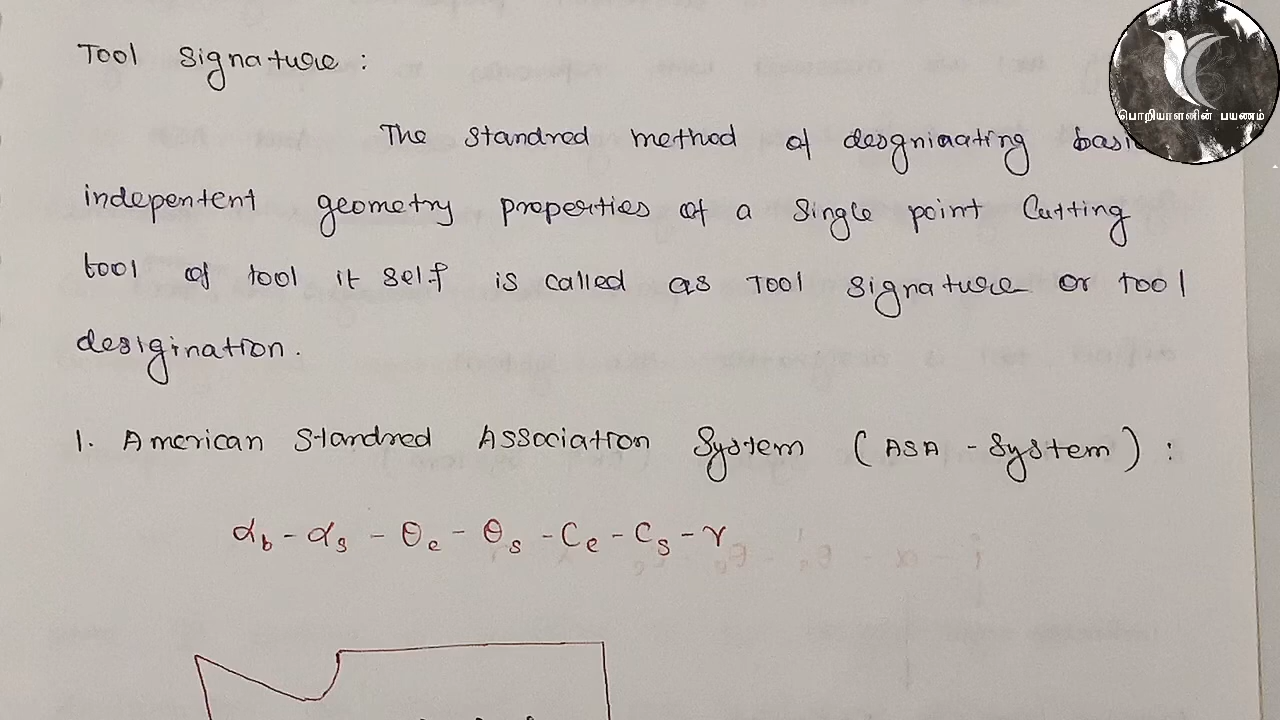 Tool Signature :
The Standred method of desgniaating basi
indepentent geometry properties of a Single point Cutting
tool of tool it self is called as Tool Signature or tool
desigination.
1. American Standred Association System (ASA - System) :
αb - αs - θe - θs - Ce - Cs - r
பொறியாளனின் பயணம்